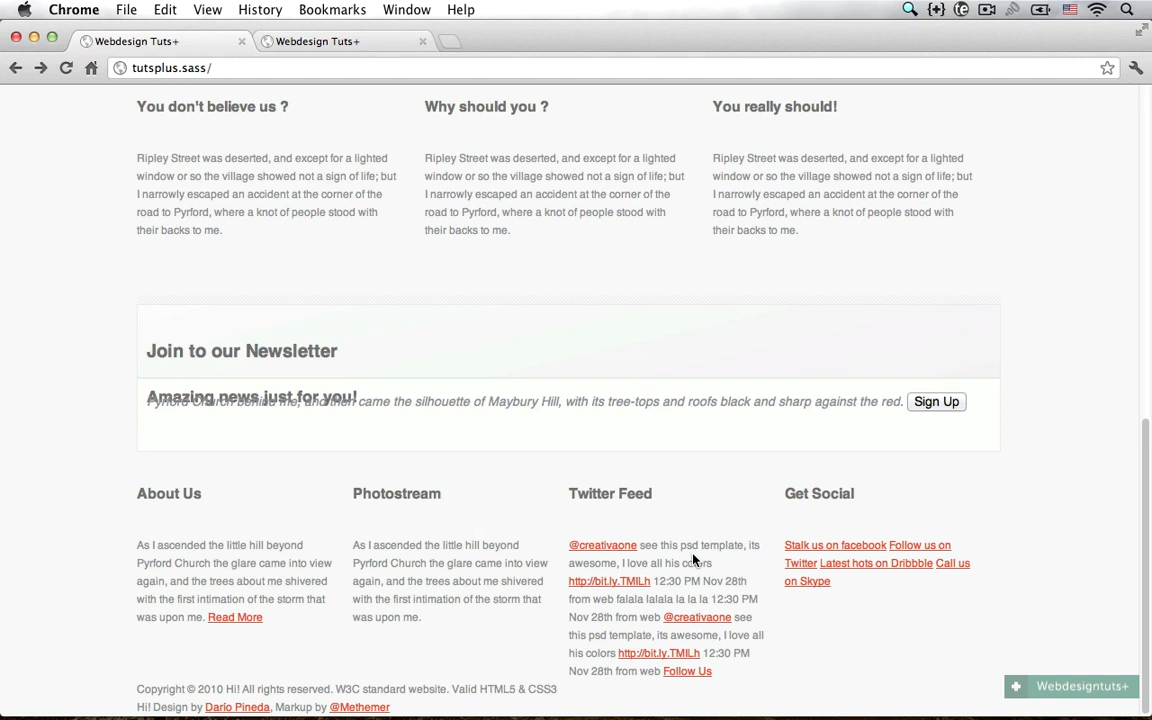 Chrome File Edit View History Bookmarks Window Help
Webdesign Tuts+ Webdesign Tuts+
tutsplus.sass/
You don't believe us ? Why should you ? You really should!
Ripley Street was deserted, and except for a lighted
window or so the village showed not a sign of life; but
I narrowly escaped an accident at the corner of the
road to Pyrford, where a knot of people stood with
their backs to me.
Ripley Street was deserted, and except for a lighted
window or so the village showed not a sign of life; but
I narrowly escaped an accident at the corner of the
road to Pyrford, where a knot of people stood with
their backs to me.
Ripley Street was deserted, and except for a lighted
window or so the village showed not a sign of life; but
I narrowly escaped an accident at the corner of the
road to Pyrford, where a knot of people stood with
their backs to me.
Join to our Newsletter
Amazing news just for you!
Pyrford Church behind me, and then came the silhouette of Maybury Hill, with its tree-tops and roofs black and sharp against the red. Sign Up
About Us
As I ascended the little hill beyond
Pyrford Church the glare came into view
again, and the trees about me shivered
with the first intimation of the storm that
was upon me. Read More
Photostream
As I ascended the little hill beyond
Pyrford Church the glare came into view
again, and the trees about me shivered
with the first intimation of the storm that
was upon me.
Twitter Feed
@creativaone see this psd template, its
awesome, I love all his colors
http://bit.ly.TMILh 12:30 PM Nov 28th
from web falala lalala la la la 12:30 PM
Nov 28th from web @creativaone see
this psd template, its awesome, I love all
his colors http://bit.ly.TMILh 12:30 PM
Nov 28th from web Follow Us
Get Social
Stalk us on facebook Follow us on
Twitter Latest hots on Dribbble Call us
on Skype
Copyright © 2010 Hi! All rights reserved. W3C standard website. Valid HTML5 & CSS3
Hi! Design by Darío Pineda, Markup by @Methemer
Webdesigntuts+